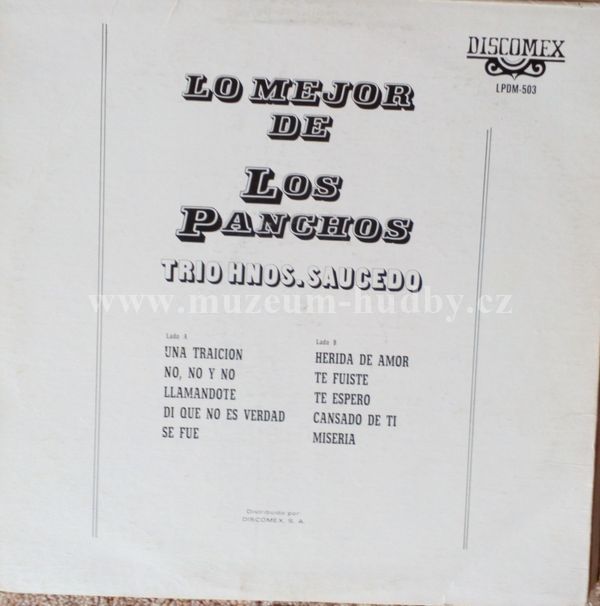 DISCOMEX
LPDM-503
LO MEJOR
DE
LOS
PANCHOS
TRIO HNOS. SAUCEDO
www.muzeum-hudby.cz
Lado A
UNA TRAICION
NO, NO Y NO
LLAMANDOTE
DI QUE NO ES VERDAD
SE FUE
Lado B
HERIDA DE AMOR
TE FUISTE
TE ESPERO
CANSADO DE TI
MISERIA
Distribuido por
DISCOMEX, S. A.